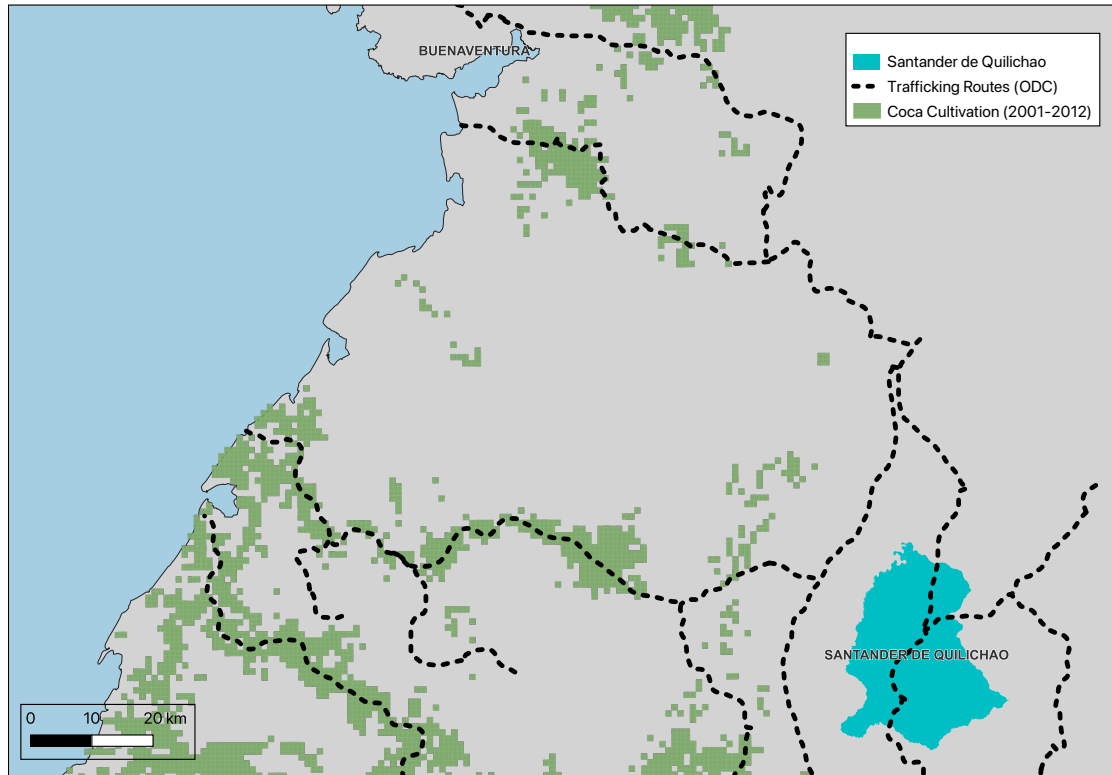 BUENAVENTURA
Santander de Quilichao
Trafficking Routes (ODC)
Coca Cultivation (2001-2012)
SANTANDER DE QUILICHAO
0 10 20 km